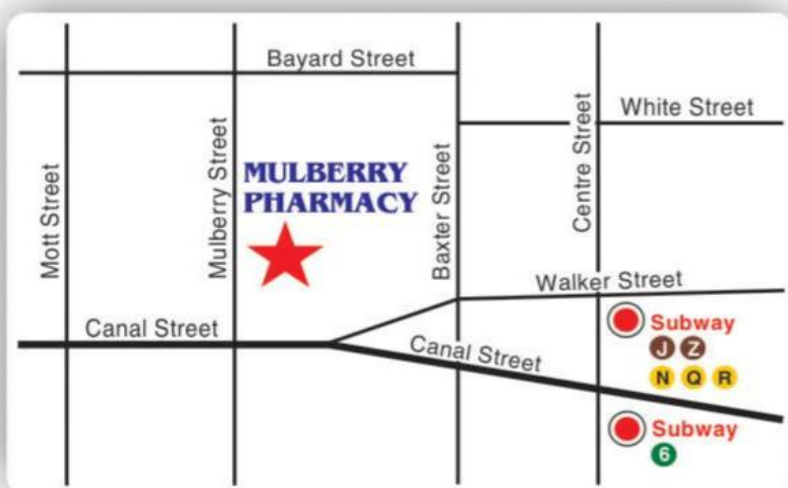 Bayard Street
White Street
Mott Street
Mulberry Street
MULBERRY
PHARMACY
Baxter Street
Centre Street
Walker Street
Canal Street
Canal Street
Subway
J Z
N Q R
Subway
6